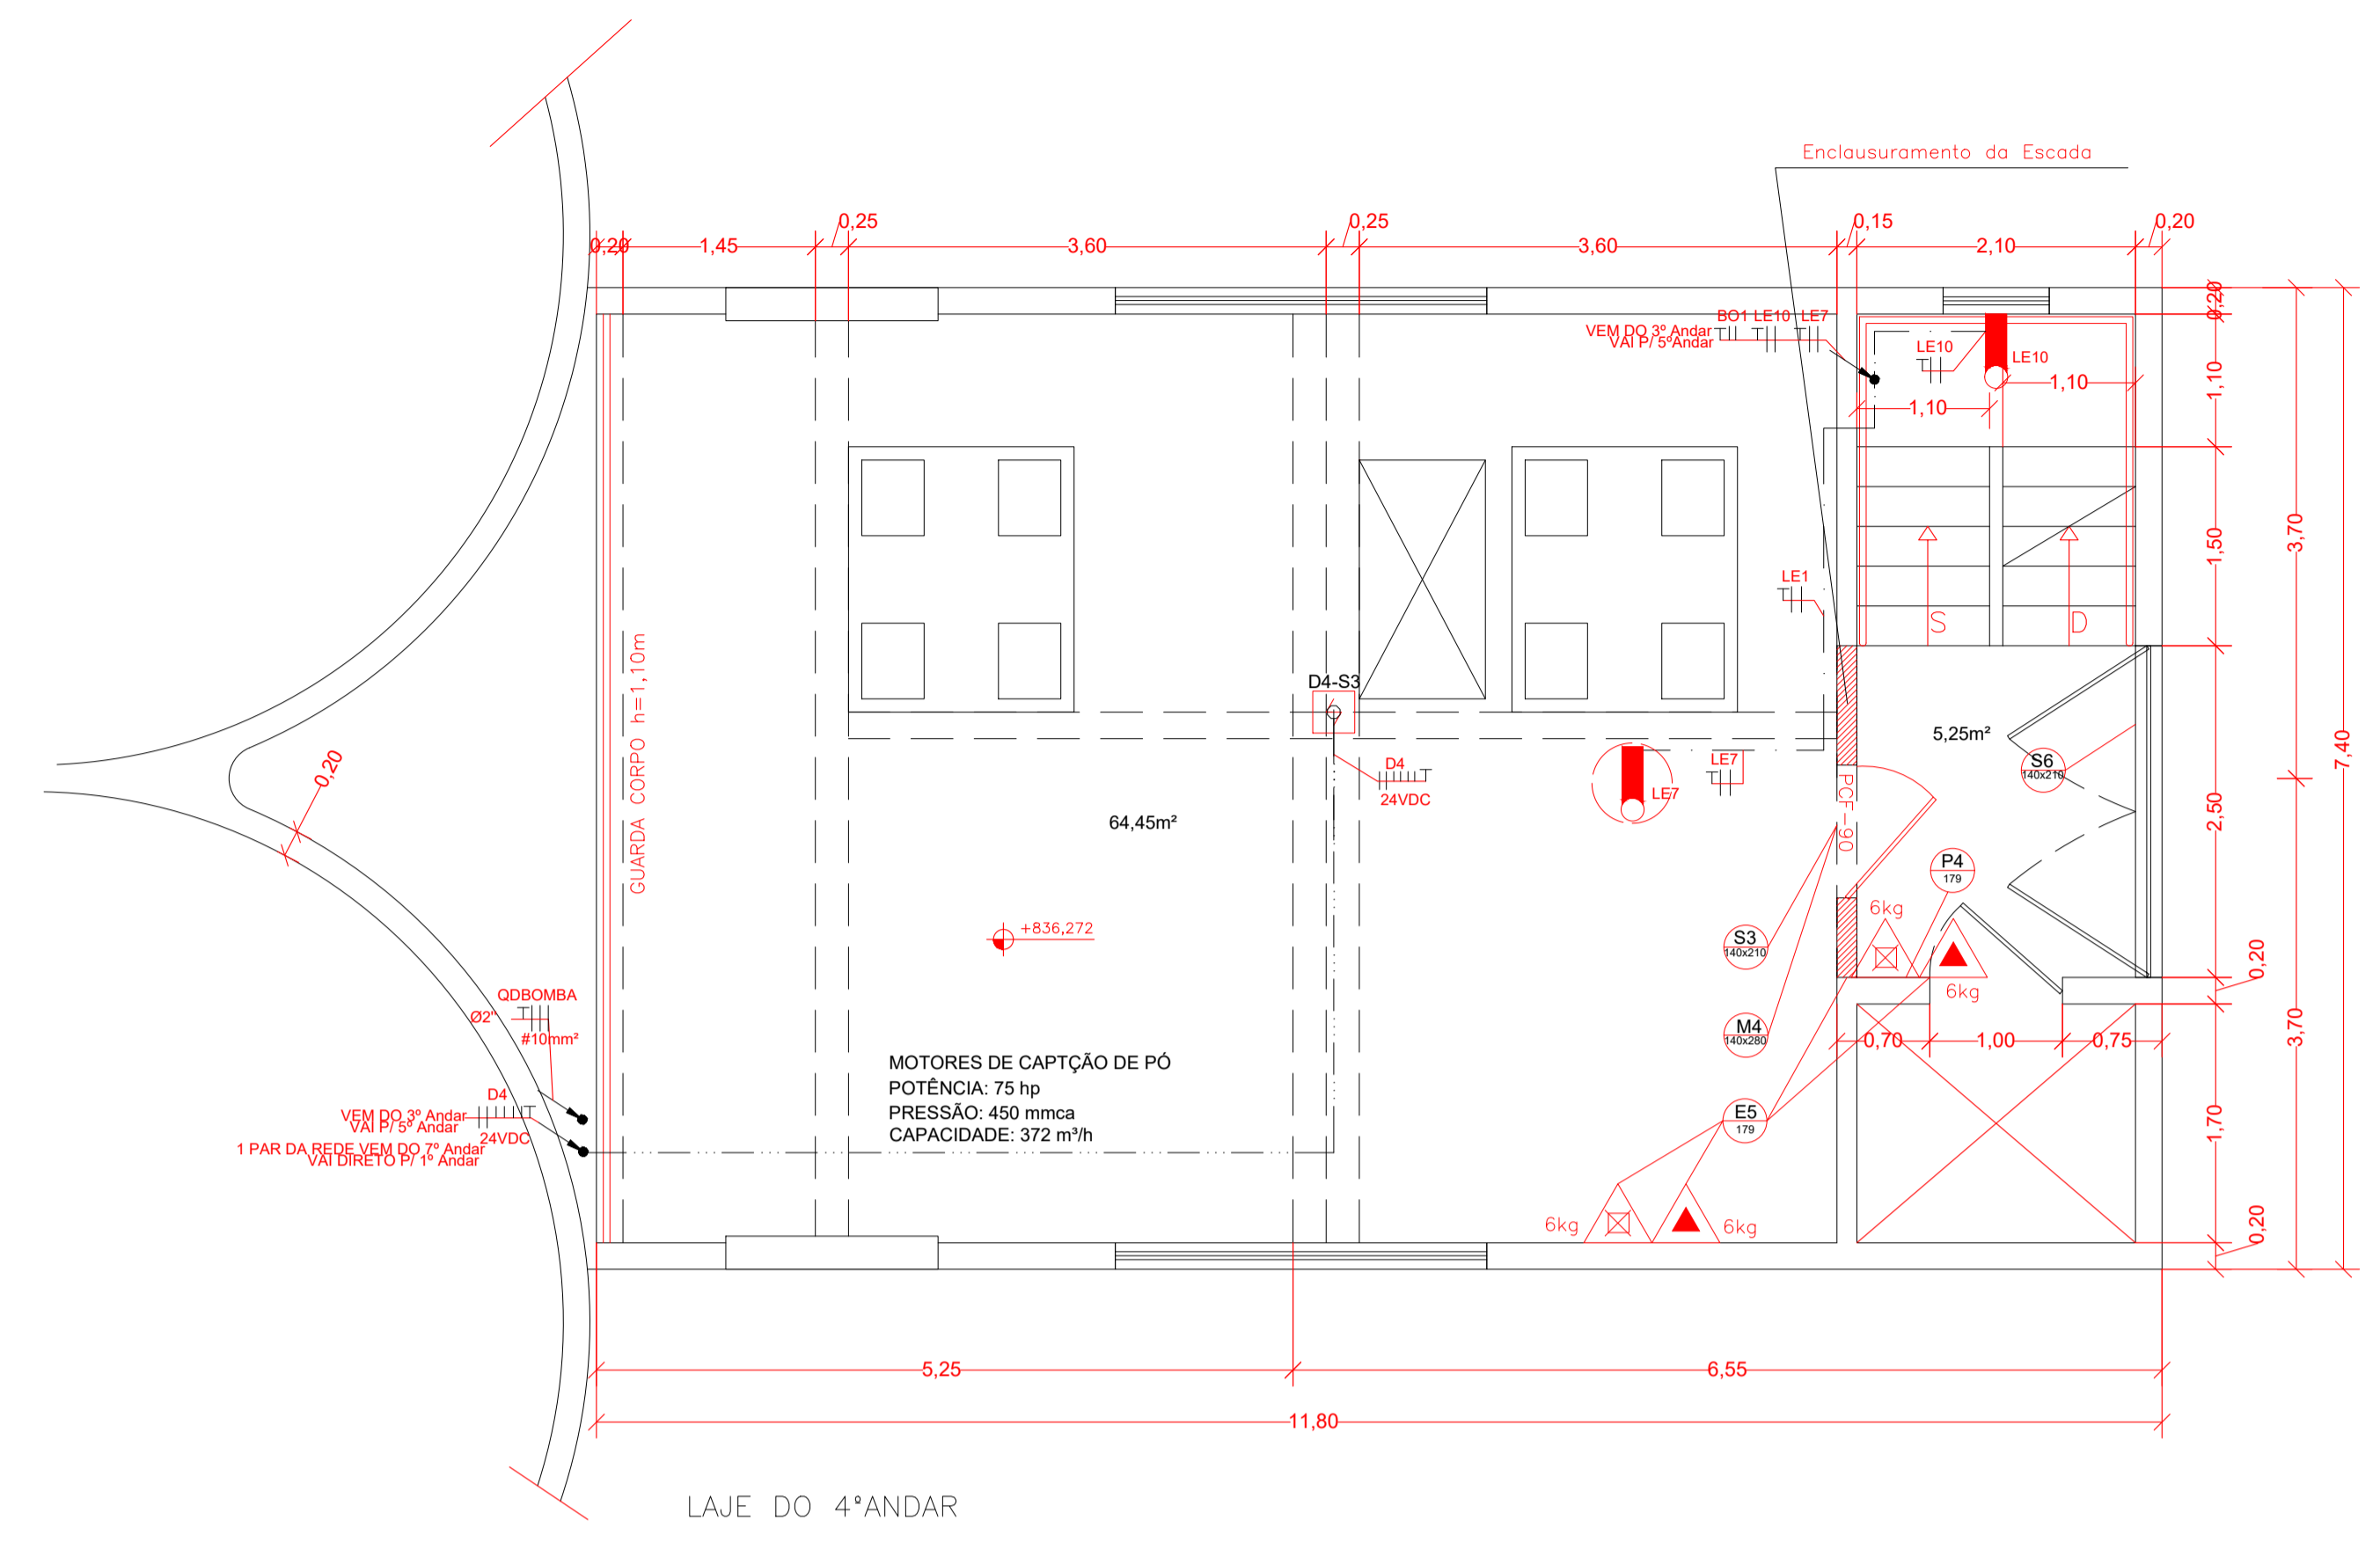 Enclausuramento da Escada
0,25
0,25
0,15
0,20
0,20
1,45
3,60
3,60
2,10
BO1 LE10 LE7
VEM DO 3º Andar
VAI P/ 5ºAndar
LE10
LE10
0,20
1,10
1,10
1,10
LE1
1,50
3,70
S
D
GUARDA CORPO h=1,10m
D4-S3
5,25m²
7,40
0,20
D4
24VDC
LE7
LE7
S6
140x210
64,45m²
PCF-90
2,50
P4
179
6kg
+836,272
S3
140x210
0,20
6kg
QDBOMBA
Ø2"
#10mm²
M4
140x280
0,70
1,00
0,75
3,70
MOTORES DE CAPTÇÃO DE PÓ
POTÊNCIA: 75 hp
PRESSÃO: 450 mmca
CAPACIDADE: 372 m³/h
D4
VEM DO 3º Andar
VAI P/ 5º Andar
24VDC
1 PAR DA REDE VEM DO 7º Andar
VAI DIRETO P/ 1º Andar
E5
179
1,70
6kg
6kg
0,20
5,25
6,55
11,80
LAJE DO 4ºANDAR